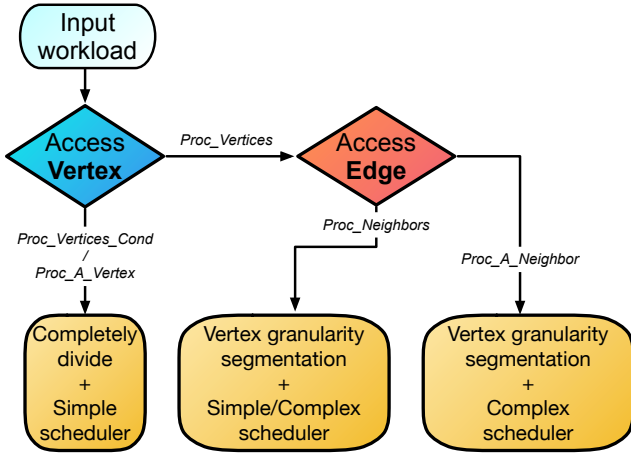 Input
workload
Access
Vertex
Proc_Vertices
Access
Edge
Proc_Vertices_Cond
/
Proc_A_Vertex
Proc_Neighbors
Proc_A_Neighbor
Completely
divide
+
Simple
scheduler
Vertex granularity
segmentation
+
Simple/Complex
scheduler
Vertex granularity
segmentation
+
Complex
scheduler